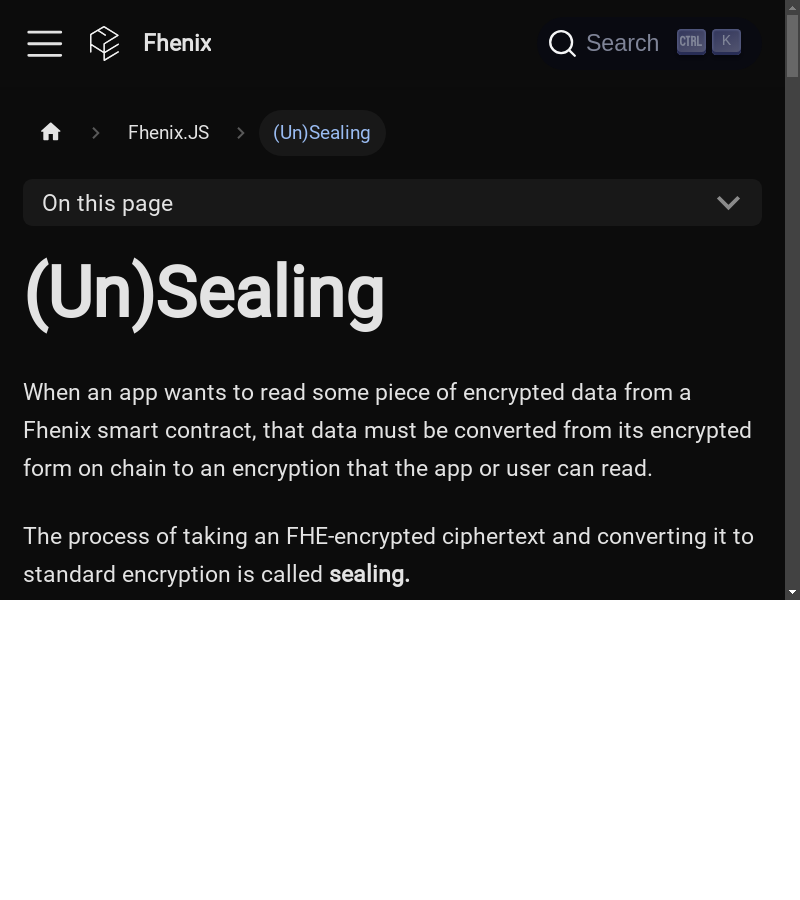 Fhenix
Search CTRL K
Fhenix.JS
(Un)Sealing
On this page
(Un)Sealing
When an app wants to read some piece of encrypted data from a
Fhenix smart contract, that data must be converted from its encrypted
form on chain to an encryption that the app or user can read.
The process of taking an FHE-encrypted ciphertext and converting it to
standard encryption is called sealing.